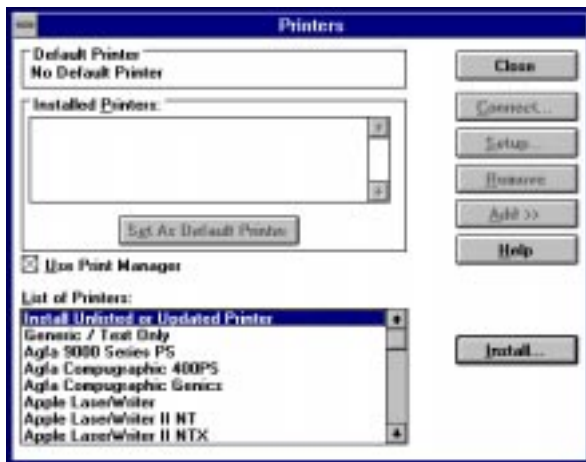 Printers
Default Printer
No Default Printer
Installed Printers:
Set As Default Printer
Use Print Manager
List of Printers:
Install Unlisted or Updated Printer
Generic / Text Only
Agfa 9000 Series PS
Agfa Compugraphic 400PS
Agfa Compugraphic Genics
Apple LaserWriter
Apple LaserWriter II NT
Apple LaserWriter II NTX
Close
Connect...
Setup...
Remove
Add >>
Help
Install...